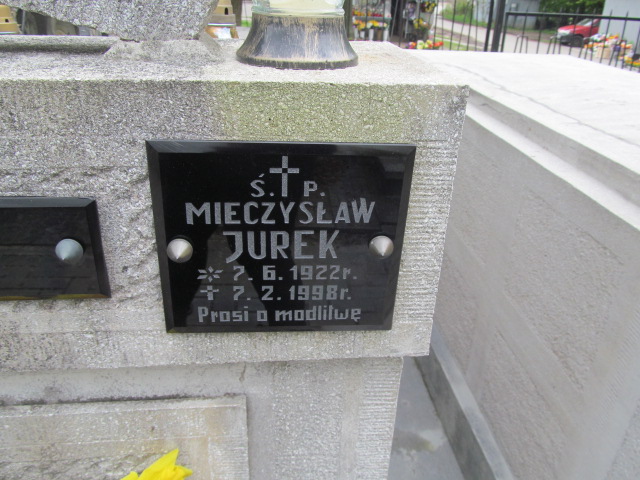 Ś. P.
MIECZYSŁAW
JUREK
7. 6. 1922r.
7. 2. 1998r.
Prosi o modlitwę